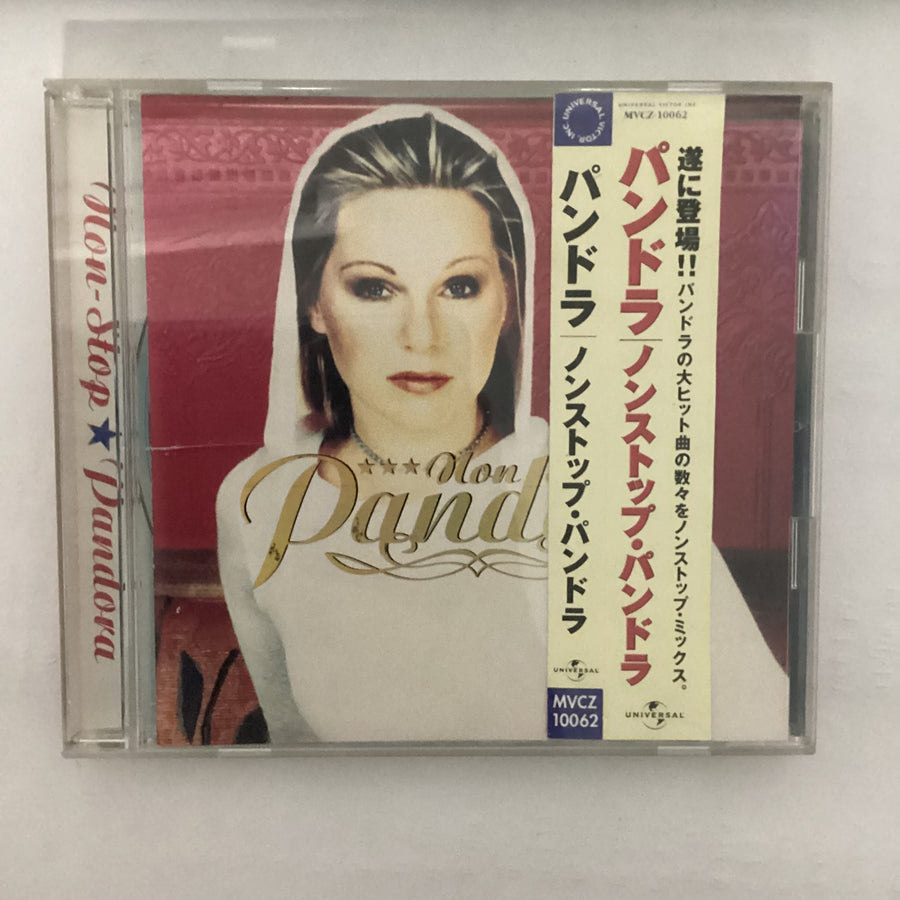 Non-Stop★Pandora
★★★Non
Pand
UNIVERSAL VICTOR, INC.
パンドラ│ノンストップ・パンドラ
UNIVERSAL
MVCZ
10062
UNIVERSAL VICTOR INC
MVCZ-10062
遂に登場!!パンドラの大ヒット曲の数々をノンストップ・ミックス。
パンドラ│ノンストップ・パンドラ
UNIVERSAL